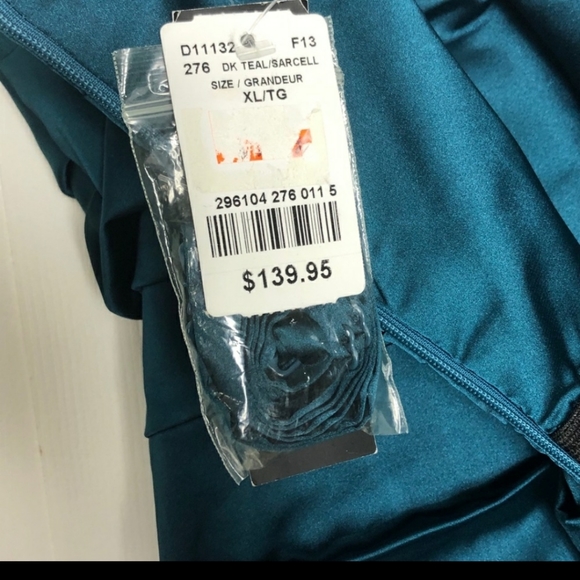 D11132 F13
276 DK TEAL/SARCELL
SIZE / GRANDEUR
XL/TG
296104 276 011 5
$139.95